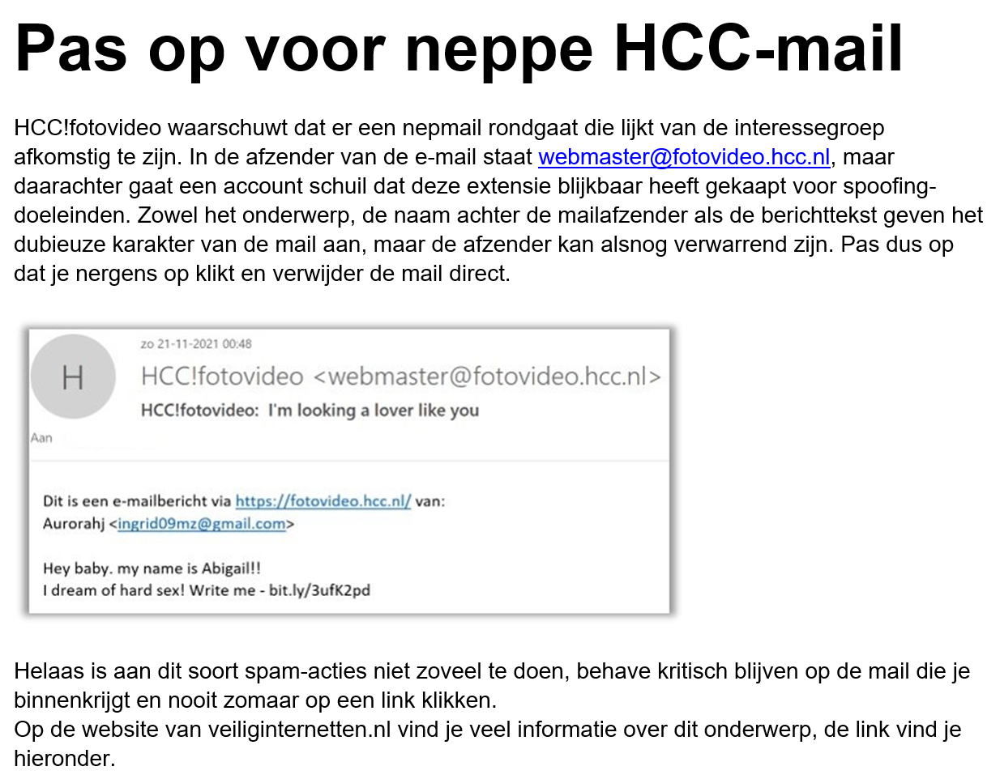 Pas op voor neppe HCC-mail
HCC!fotovideo waarschuwt dat er een nepmail rondgaat die lijkt van de interessegroep
afkomstig te zijn. In de afzender van de e-mail staat webmaster@fotovideo.hcc.nl, maar
daarachter gaat een account schuil dat deze extensie blijkbaar heeft gekaapt voor spoofing-
doeleinden. Zowel het onderwerp, de naam achter de mailafzender als de berichttekst geven het
dubieuze karakter van de mail aan, maar de afzender kan alsnog verwarrend zijn. Pas dus op
dat je nergens op klikt en verwijder de mail direct.
zo 21-11-2021 00:48
H
HCC!fotovideo <webmaster@fotovideo.hcc.nl>
HCC!fotovideo: I'm looking a lover like you
Aan
Dit is een e-mailbericht via https://fotovideo.hcc.nl/ van:
Aurorahj <ingrid09mz@gmail.com>
Hey baby. my name is Abigail!!
I dream of hard sex! Write me - bit.ly/3ufK2pd
Helaas is aan dit soort spam-acties niet zoveel te doen, behave kritisch blijven op de mail die je
binnenkrijgt en nooit zomaar op een link klikken.
Op de website van veiliginternetten.nl vind je veel informatie over dit onderwerp, de link vind je
hieronder.